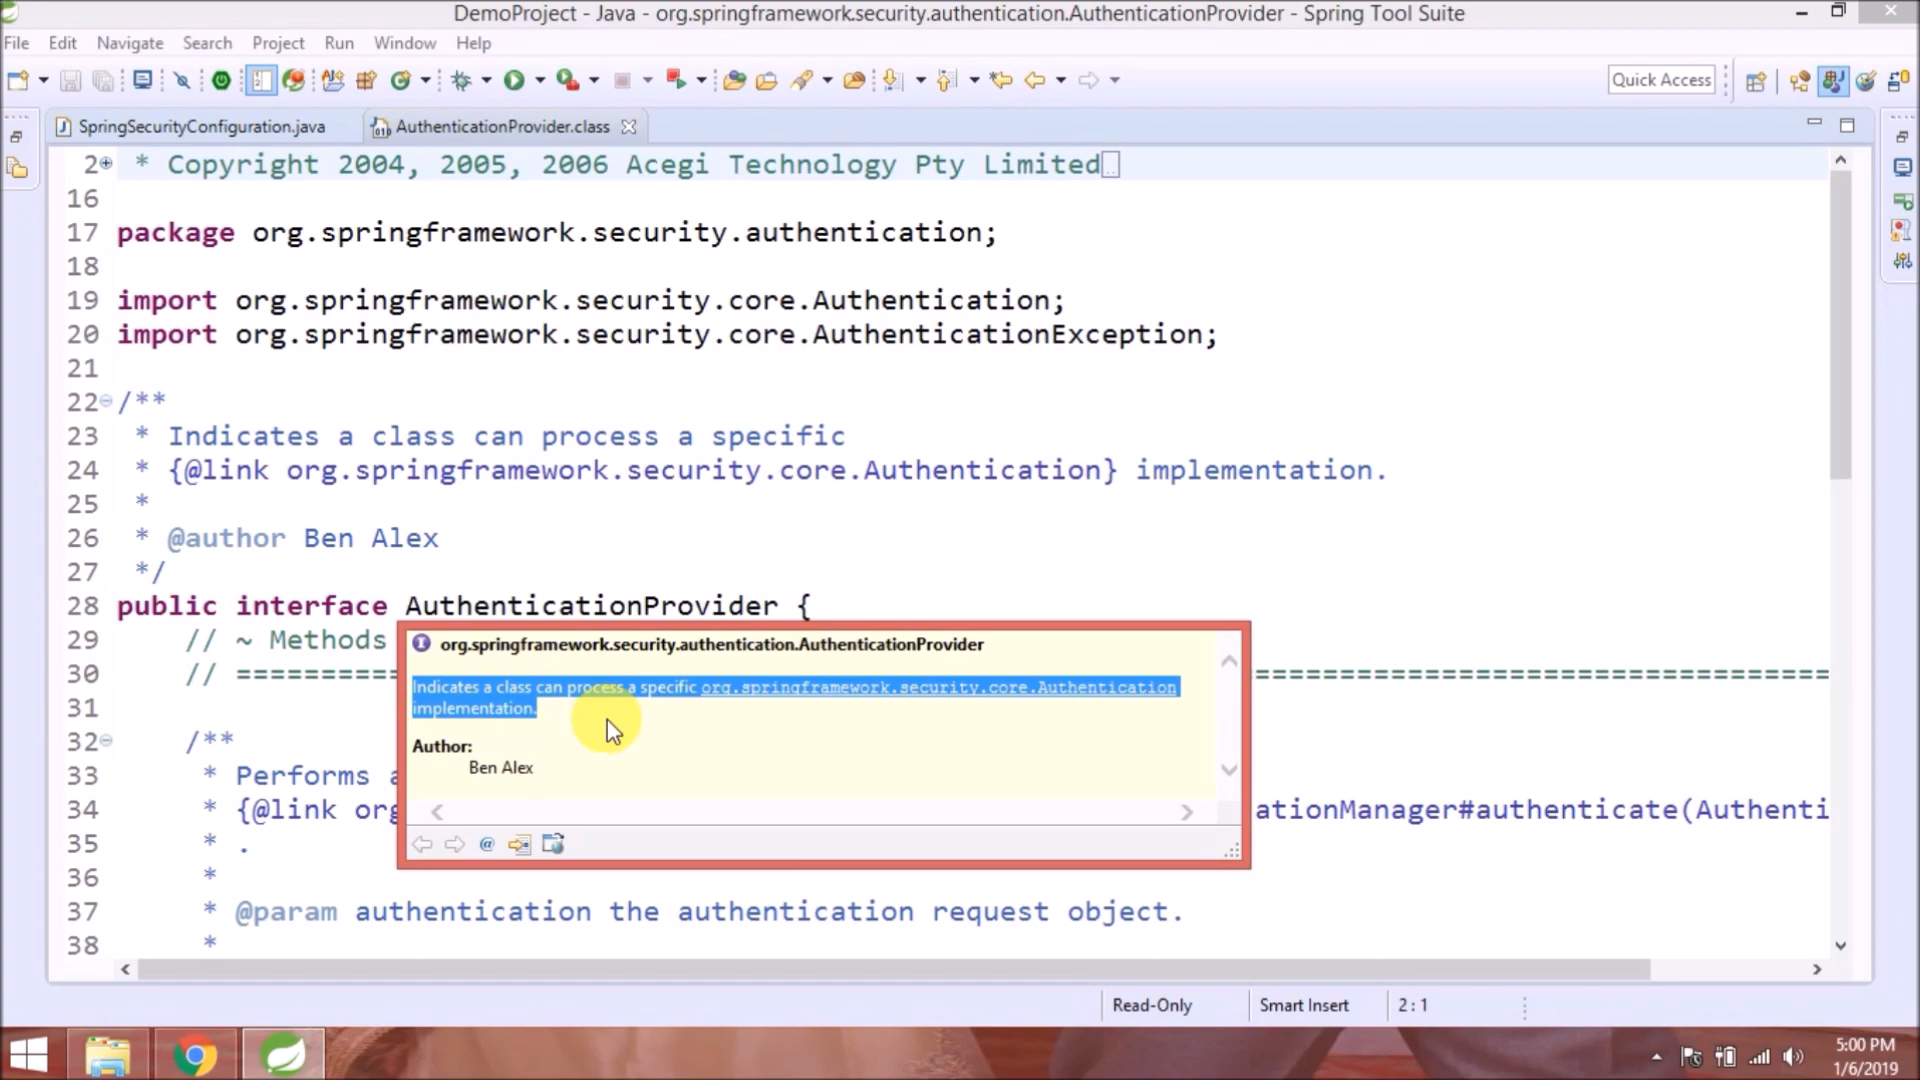 DemoProject - Java - org.springframework.security.authentication.AuthenticationProvider - Spring Tool Suite
File Edit Navigate Search Project Run Window Help
Quick Access
SpringSecurityConfiguration.java AuthenticationProvider.class
2 * Copyright 2004, 2005, 2006 Acegi Technology Pty Limited
16
17 package org.springframework.security.authentication;
18
19 import org.springframework.security.core.Authentication;
20 import org.springframework.security.core.AuthenticationException;
21
22 /**
23 * Indicates a class can process a specific
24 * {@link org.springframework.security.core.Authentication} implementation.
25 *
26 * @author Ben Alex
27 */
28 public interface AuthenticationProvider {
29 // ~ Methods
30 // ==========
31
32 /**
33 * Performs a
34 * {@link org ationManager#authenticate(Authenti
35 * .
36 *
37 * @param authentication the authentication request object.
38 *
org.springframework.security.authentication.AuthenticationProvider
Indicates a class can process a specific org.springframework.security.core.Authentication
implementation.
Author:
Ben Alex
Read-Only Smart Insert 2 : 1
5:00 PM
1/6/2019